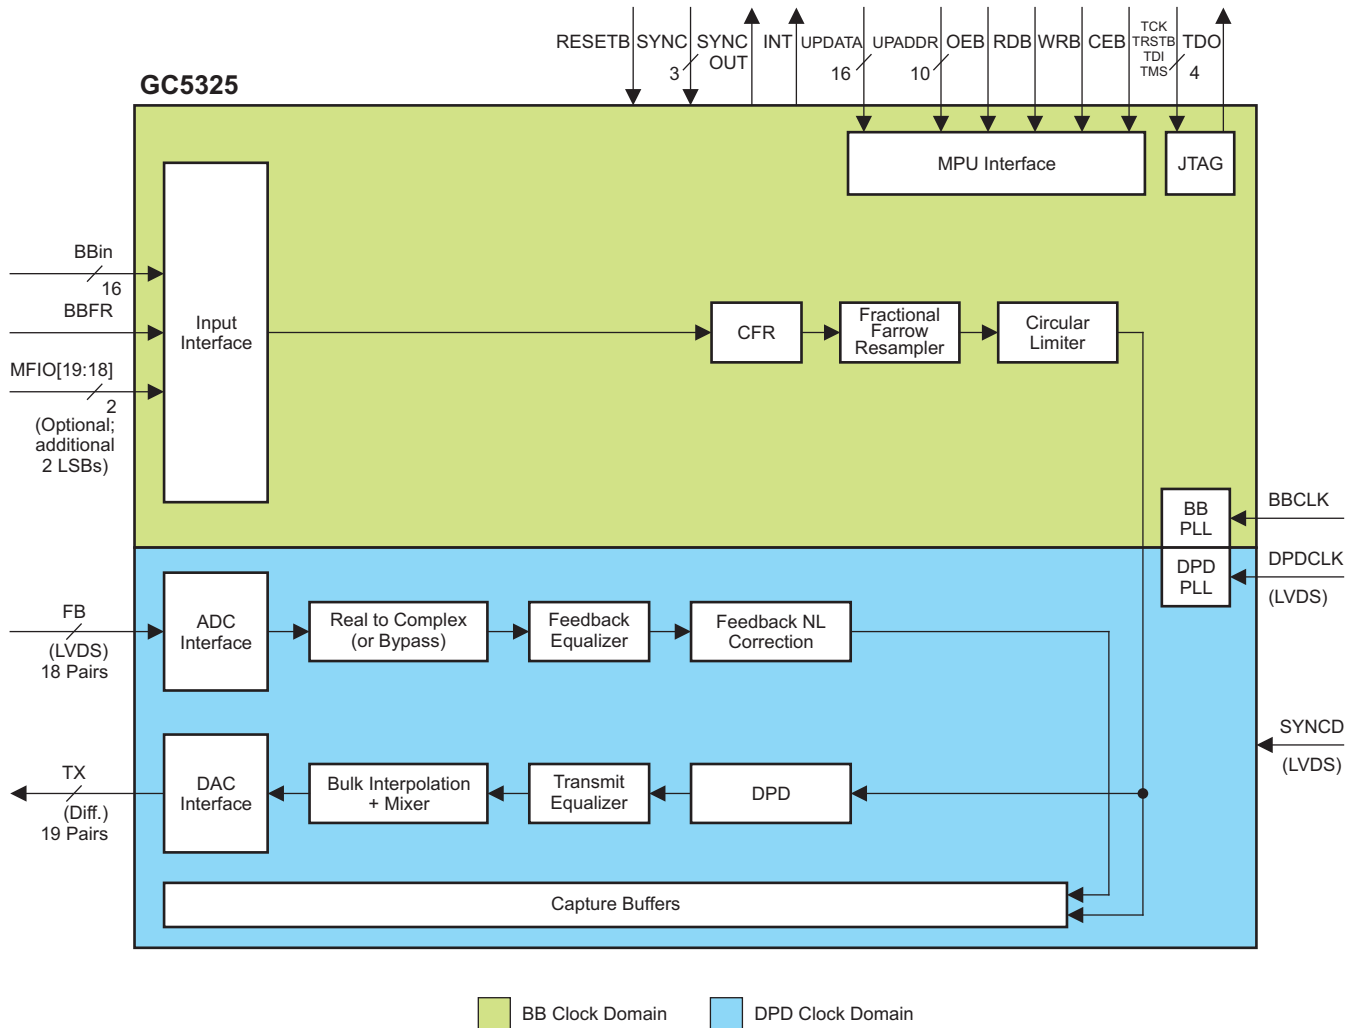 RESETB SYNC SYNC OUT INT UPDATA UPADDR OEB RDB WRB CEB TCK TRSTB TDI TMS TDO
3 16 10 4
GC5325
MPU Interface
JTAG
BBin
16
BBFR
MFIO[19:18]
2
(Optional;
additional
2 LSBs)
Input
Interface
CFR
Fractional
Farrow
Resampler
Circular
Limiter
BB
PLL
BBCLK
DPD
PLL
DPDCLK
(LVDS)
FB
(LVDS)
18 Pairs
ADC
Interface
Real to Complex
(or Bypass)
Feedback
Equalizer
Feedback NL
Correction
SYNCD
(LVDS)
TX
(Diff.)
19 Pairs
DAC
Interface
Bulk Interpolation
+ Mixer
Transmit
Equalizer
DPD
Capture Buffers
BB Clock Domain
DPD Clock Domain